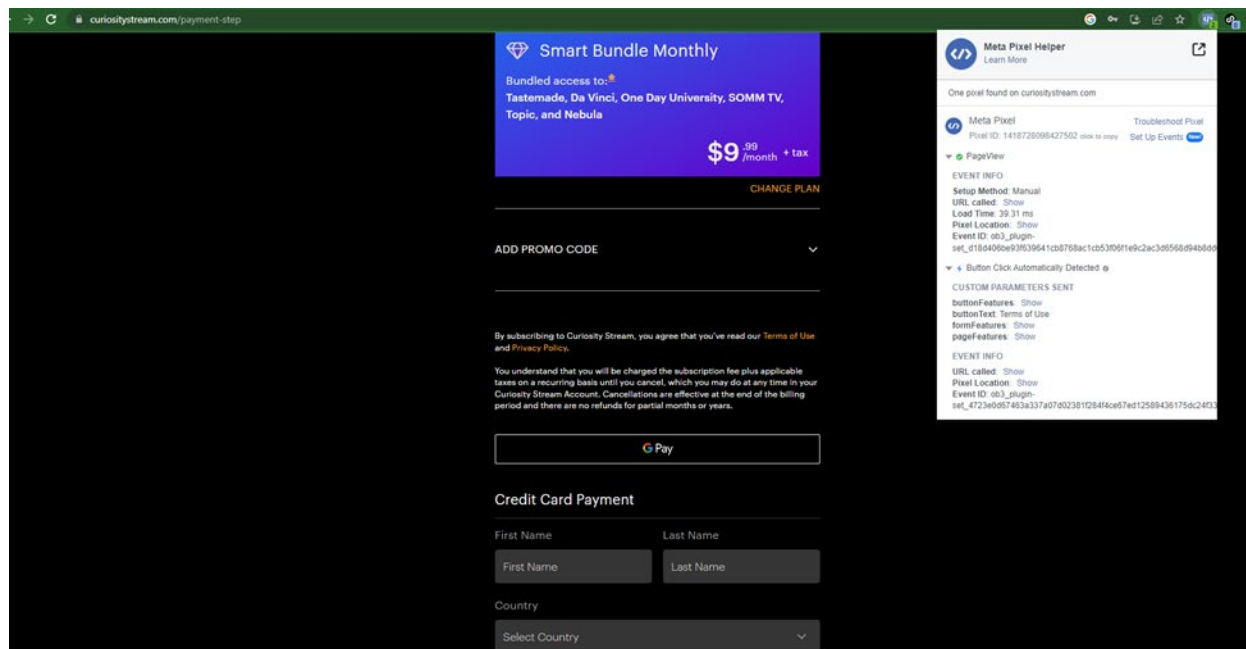 curiositystream.com/payment-step
Smart Bundle Monthly
Bundled access to:
Tastemade, Da Vinci, One Day University, SOMM TV,
Topic, and Nebula
$9 .99 /month + tax
CHANGE PLAN
ADD PROMO CODE
By subscribing to Curiosity Stream, you agree that you've read our Terms of Use
and Privacy Policy.
You understand that you will be charged the subscription fee plus applicable
taxes on a recurring basis until you cancel, which you may do at any time in your
Curiosity Stream Account. Cancellations are effective at the end of the billing
period and there are no refunds for partial months or years.
G Pay
Credit Card Payment
First Name Last Name
First Name Last Name
Country
Select Country
Meta Pixel Helper
Learn More
One pixel found on curiositystream.com
Meta Pixel Troubleshoot Pixel
Pixel ID: 1418728098427502 click to copy Set Up Events New
PageView
EVENT INFO
Setup Method: Manual
URL called: Show
Load Time: 39.31 ms
Pixel Location: Show
Event ID: ob3_plugin-
Button Click Automatically Detected
CUSTOM PARAMETERS SENT
buttonFeatures: Show
buttonText: Terms of Use
formFeatures: Show
pageFeatures: Show
EVENT INFO
URL called: Show
Pixel Location: Show
Event ID: ob3_plugin-